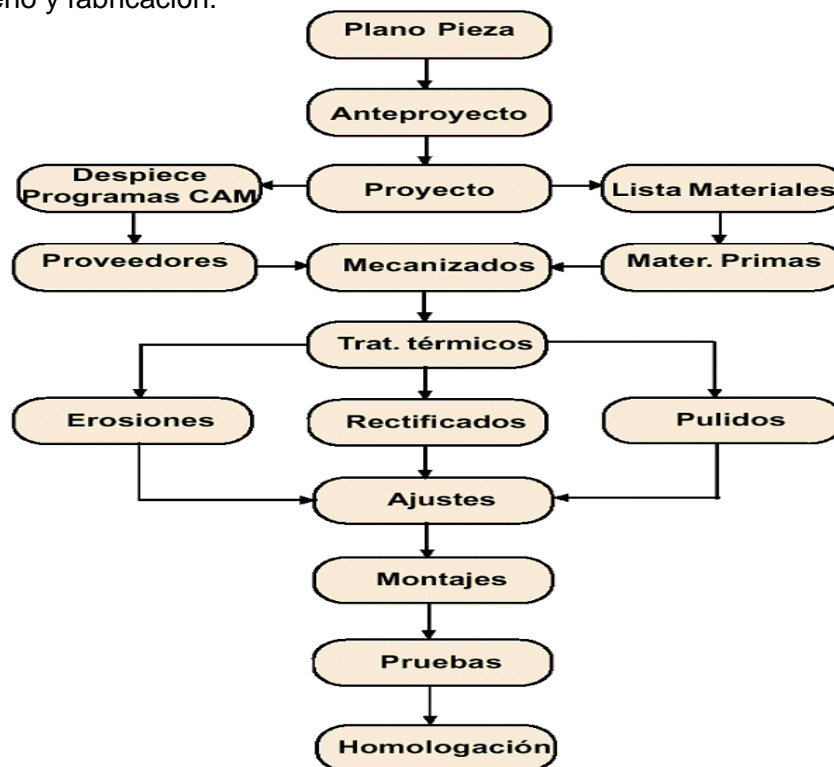 y fabricación.
Plano Pieza
Anteproyecto
Despiece
Programas CAM
Proyecto
Lista Materiales
Proveedores
Mecanizados
Mater. Primas
Trat. térmicos
Erosiones
Rectificados
Pulidos
Ajustes
Montajes
Pruebas
Homologación